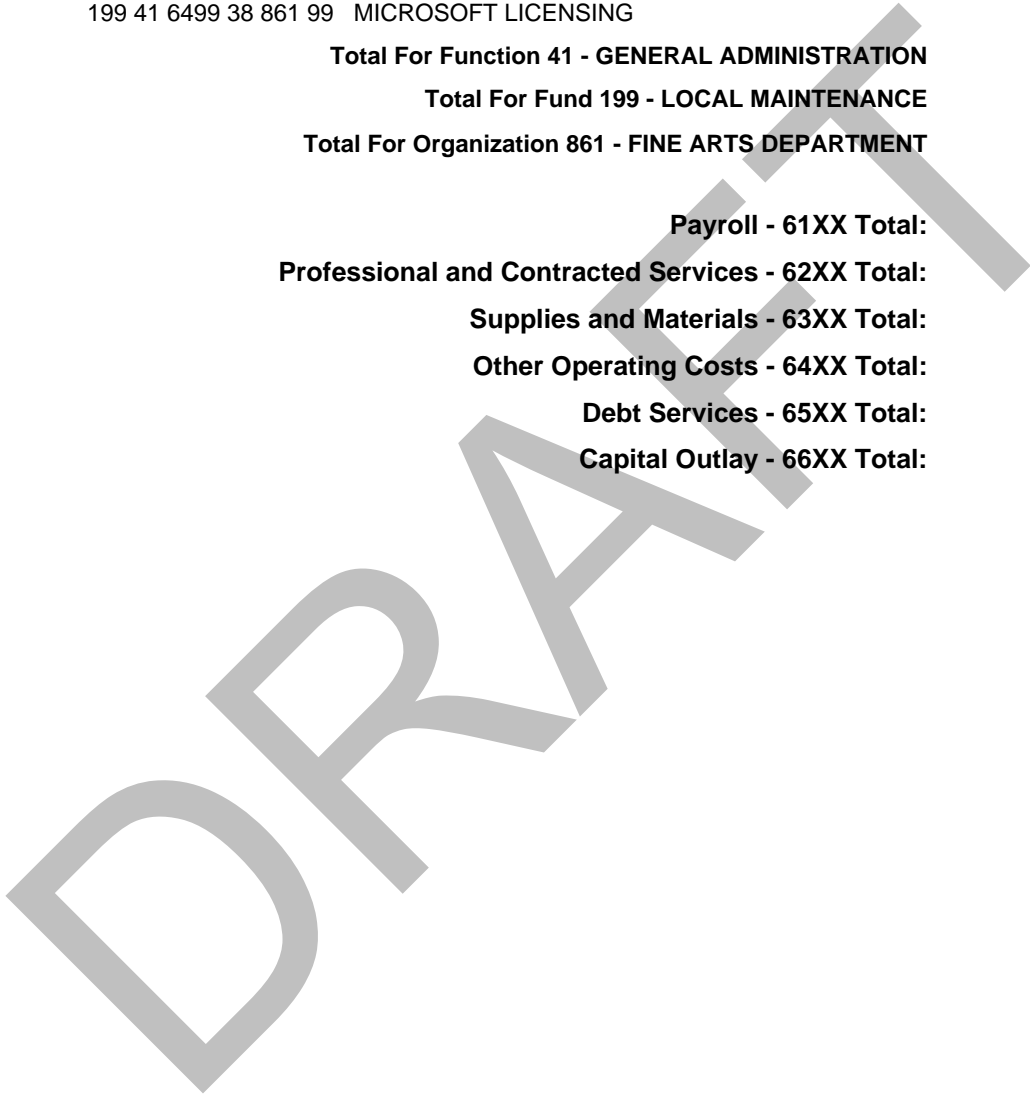 199 41 6499 38 861 99 MICROSOFT LICENSING
Total For Function 41 - GENERAL ADMINISTRATION
Total For Fund 199 - LOCAL MAINTENANCE
Total For Organization 861 - FINE ARTS DEPARTMENT
Payroll - 61XX Total:
Professional and Contracted Services - 62XX Total:
Supplies and Materials - 63XX Total:
Other Operating Costs - 64XX Total:
Debt Services - 65XX Total:
Capital Outlay - 66XX Total:
DRAFT